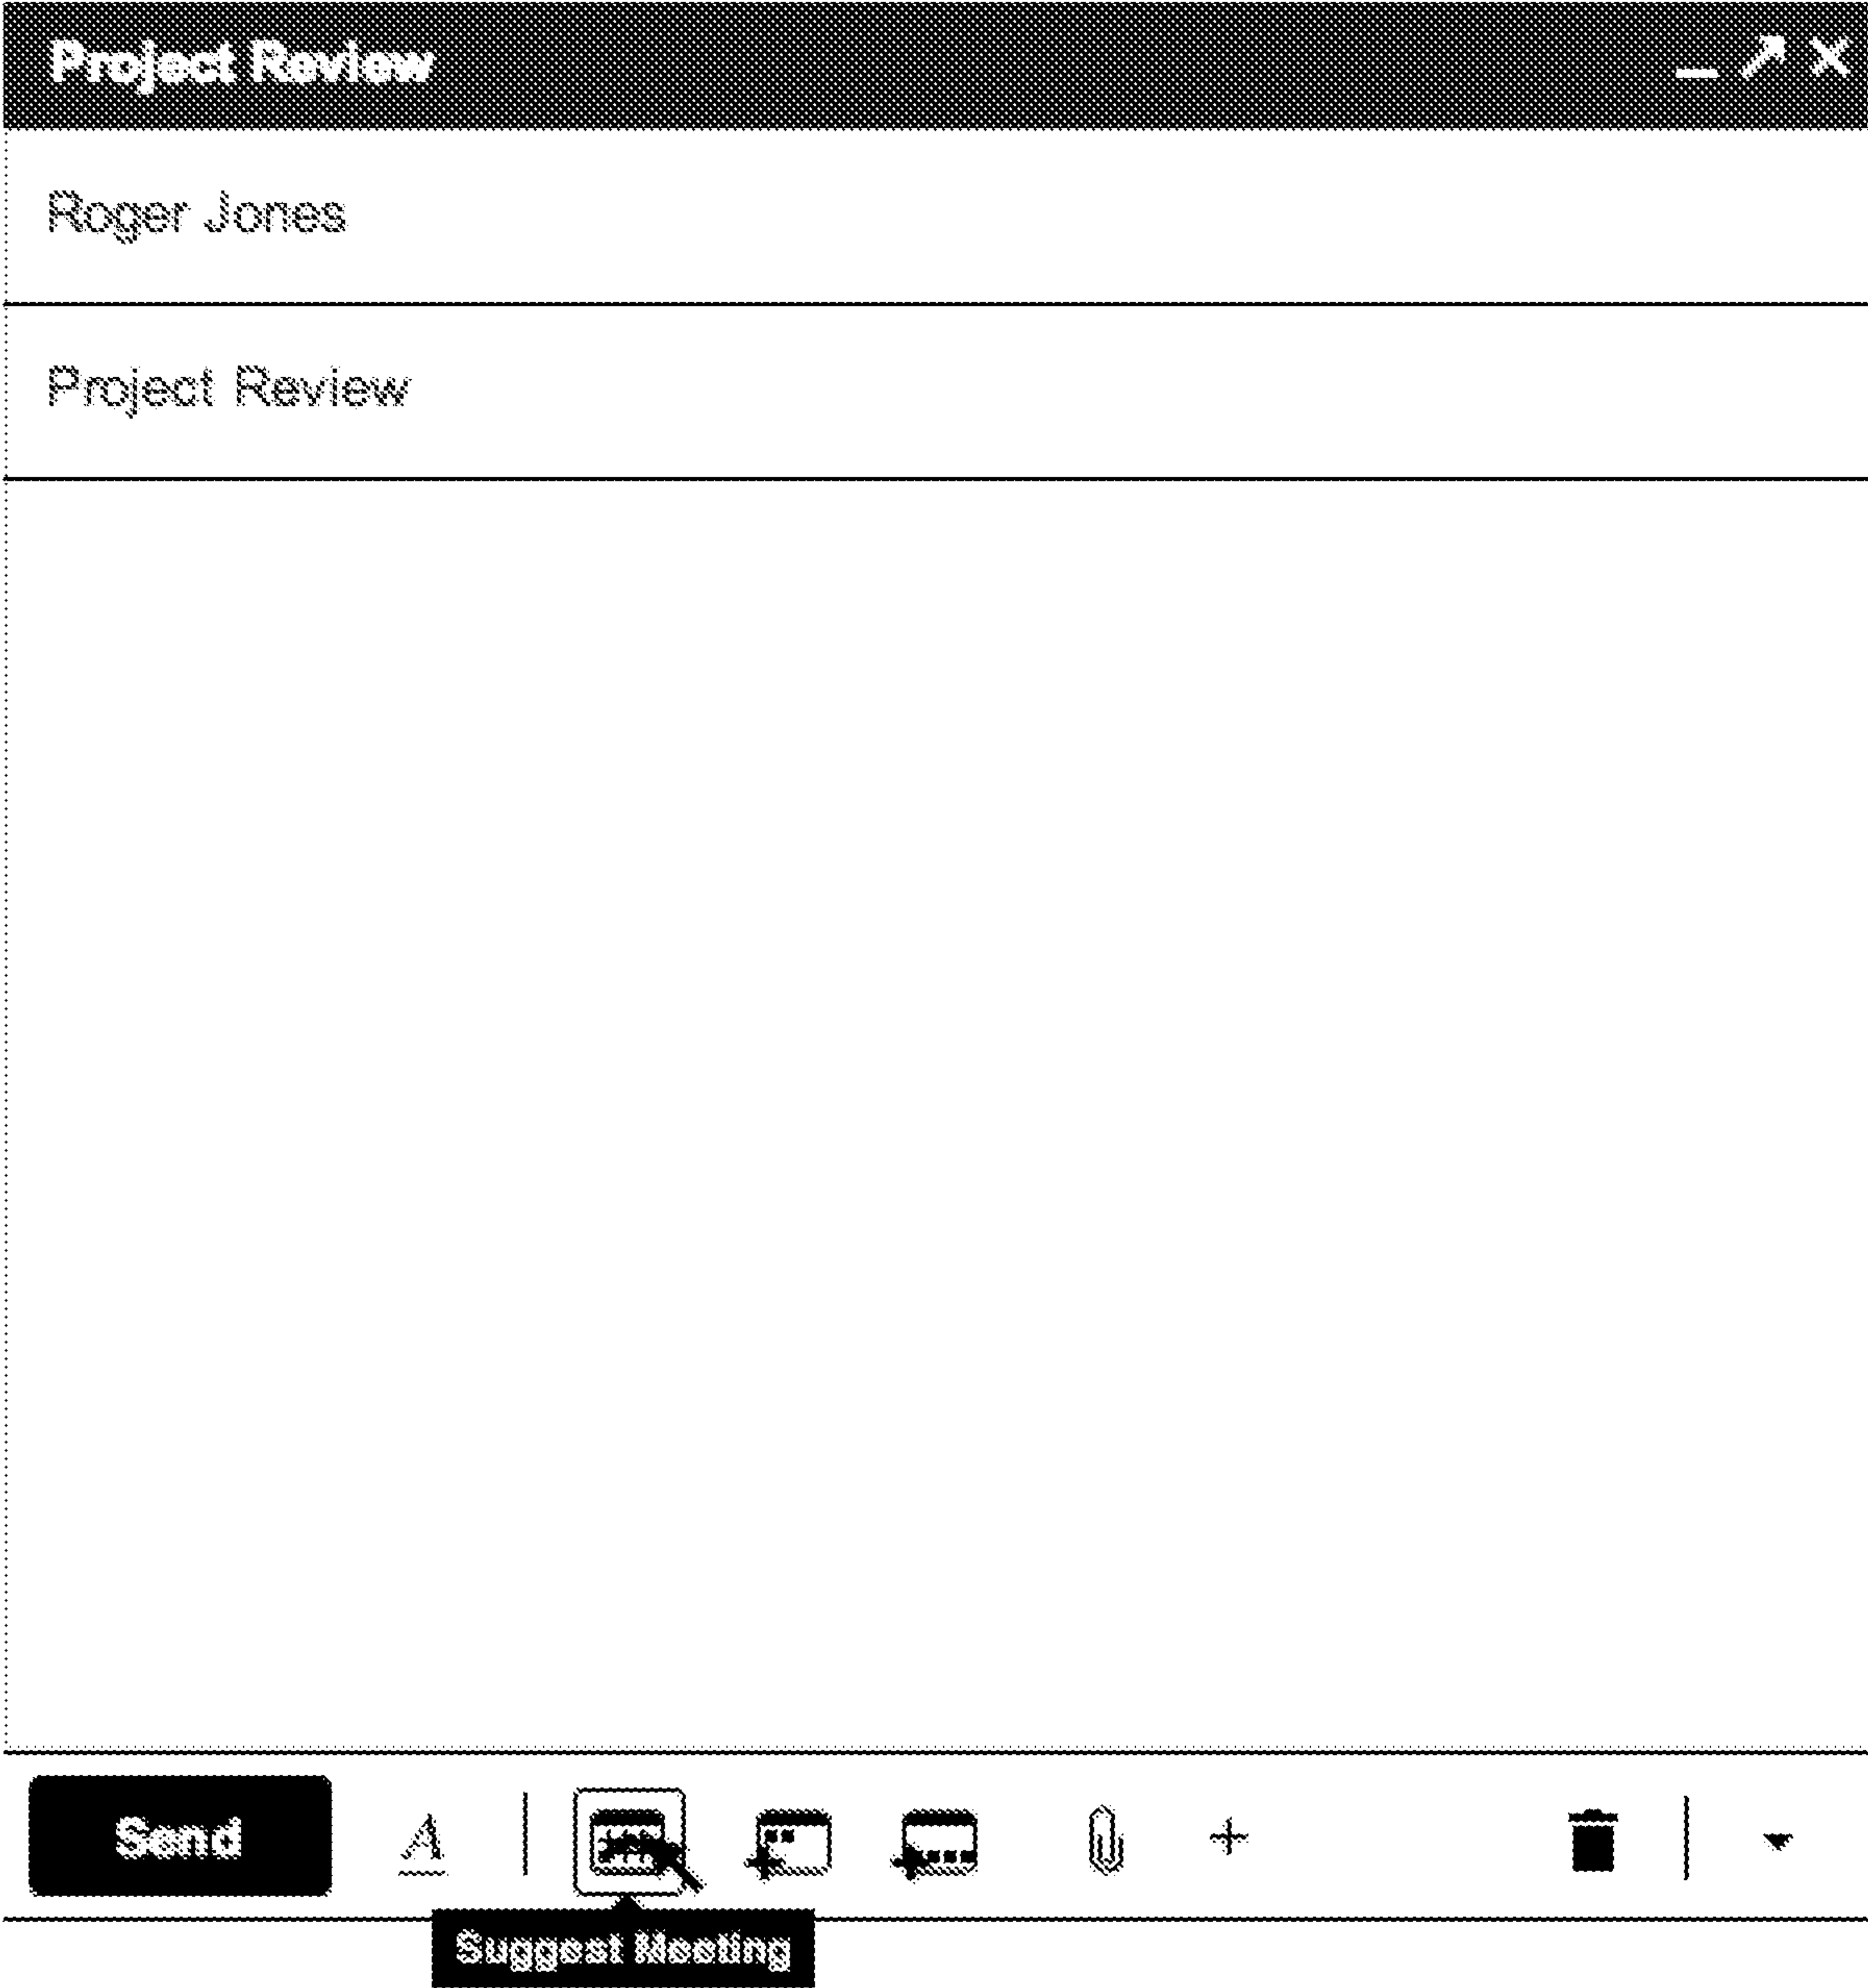 Project Review
Roger Jones
Project Review
Send
A
Suggest Meeting